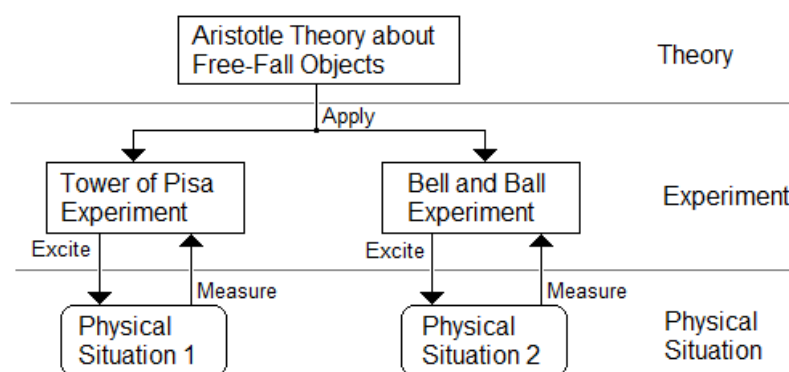 Aristotle Theory about
Free-Fall Objects
Theory
Apply
Tower of Pisa
Experiment
Bell and Ball
Experiment
Experiment
Excite
Measure
Excite
Measure
Physical
Situation 1
Physical
Situation 2
Physical
Situation